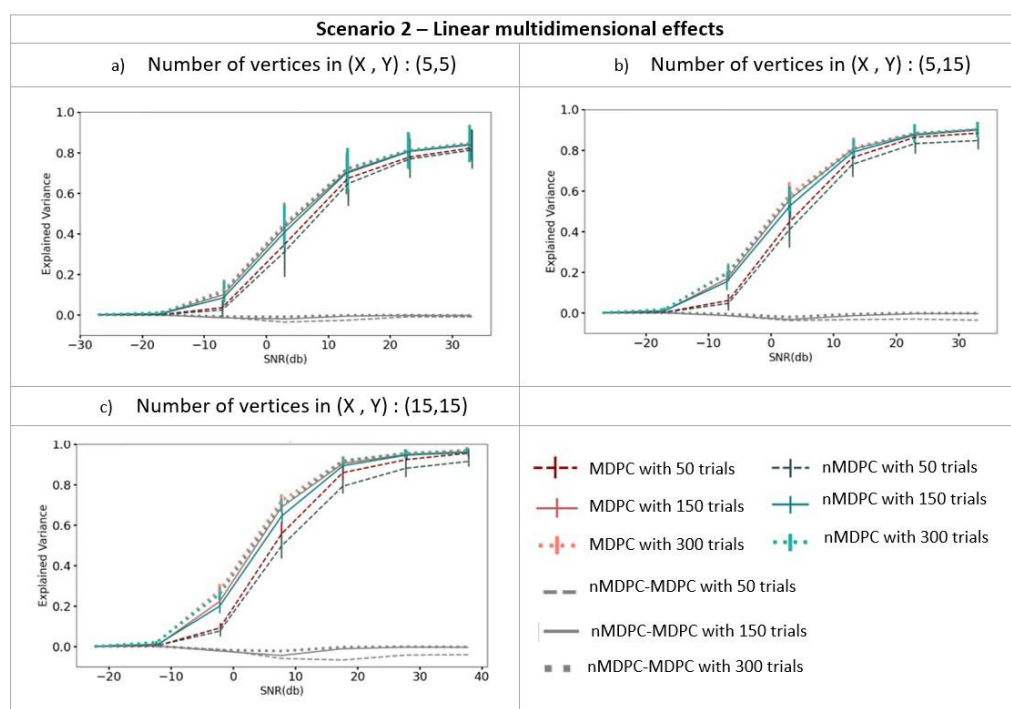 Scenario 2 – Linear multidimensional effects
a) Number of vertices in (X , Y) : (5,5)
b) Number of vertices in (X , Y) : (5,15)
Explained Variance
1.0
0.8
0.6
0.4
0.2
0.0
−30 −20 −10 0 10 20 30
SNR(db)
Explained Variance
1.0
0.8
0.6
0.4
0.2
0.0
−20 −10 0 10 20 30
SNR(db)
c) Number of vertices in (X , Y) : (15,15)
Explained Variance
1.0
0.8
0.6
0.4
0.2
0.0
−20 −10 0 10 20 30 40
SNR(db)
MDPC with 50 trials
nMDPC with 50 trials
MDPC with 150 trials
nMDPC with 150 trials
MDPC with 300 trials
nMDPC with 300 trials
nMDPC-MDPC with 50 trials
nMDPC-MDPC with 150 trials
nMDPC-MDPC with 300 trials